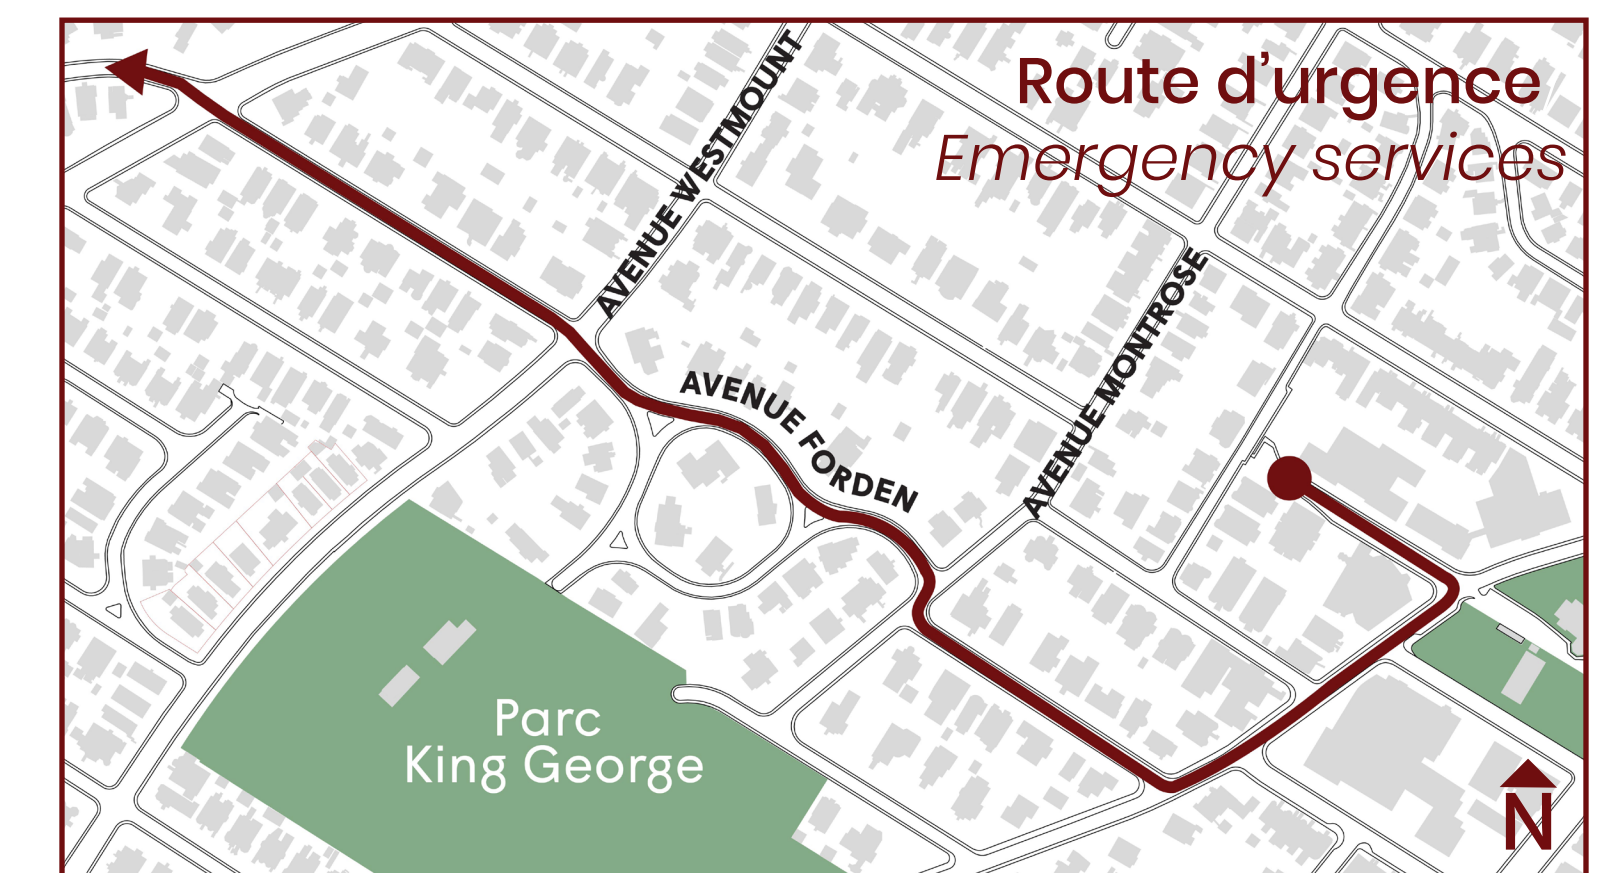 Route d’urgence
Emergency services
AVENUE WESTMOUNT
AVENUE MONTROSE
AVENUE FORDEN
Parc
King George
N